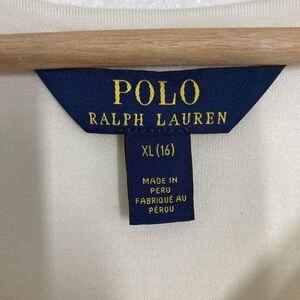 POLO
RALPH LAUREN
XL (16)
MADE IN
PERU
FABRIQUÉ AU
PÉROU